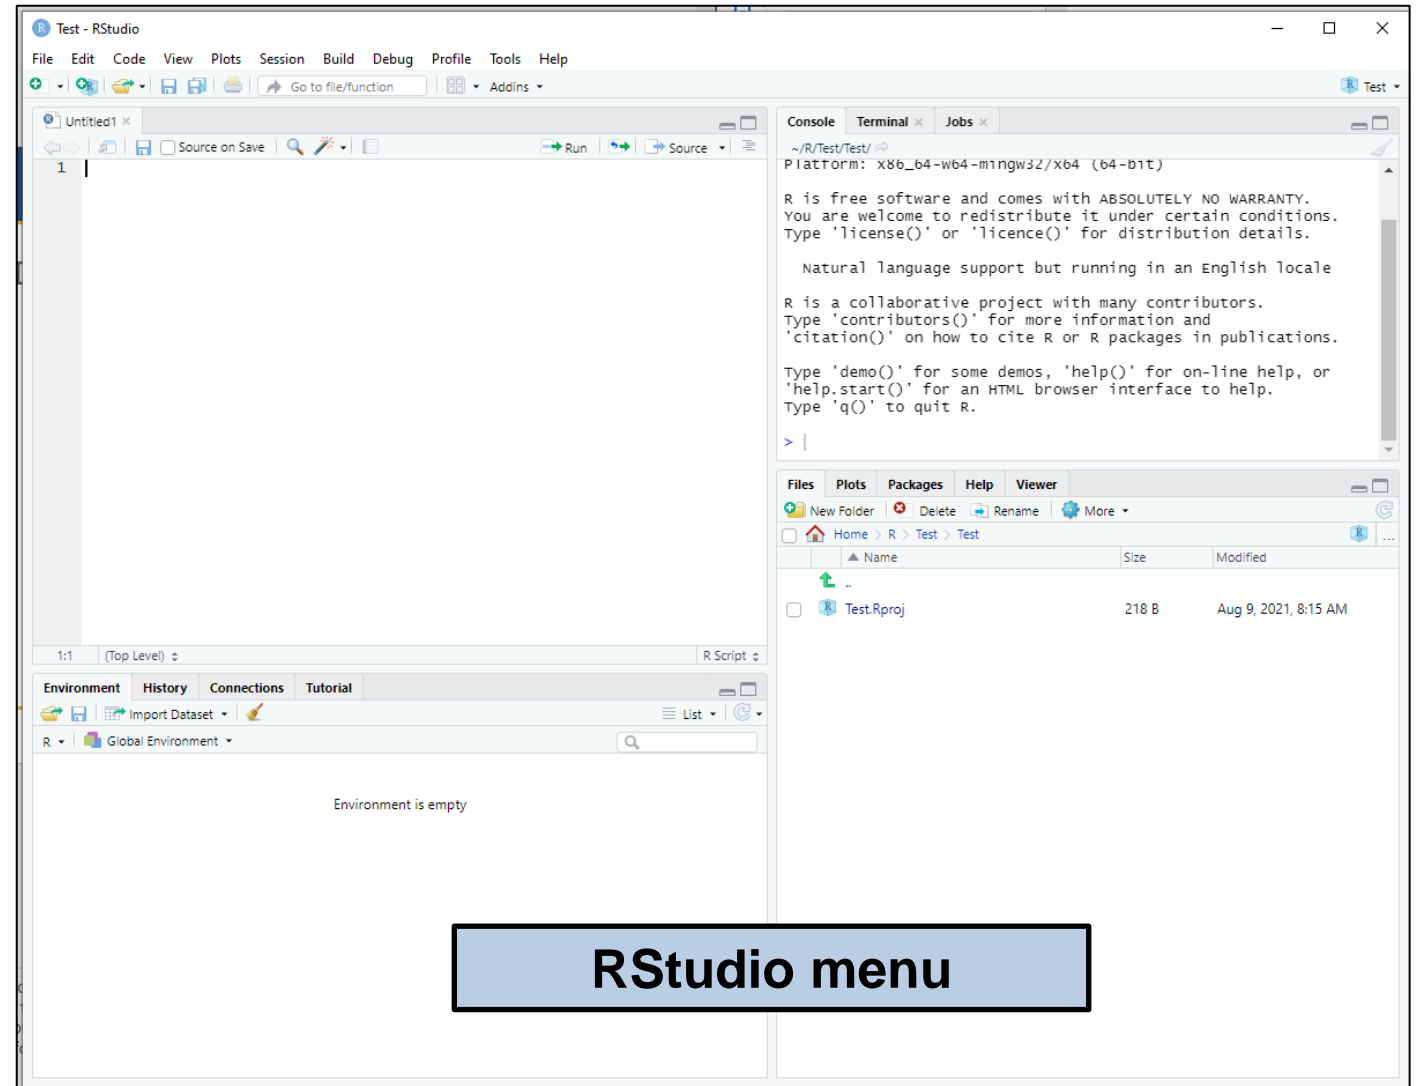 Test - RStudio
File Edit Code View Plots Session Build Debug Profile Tools Help
Go to file/function Addins Test
Untitled1
Source on Save Run Source
1
1:1 (Top Level) R Script
Console Terminal Jobs
~/R/Test/Test/
Platform: x86_64-w64-mingw32/x64 (64-bit)
R is free software and comes with ABSOLUTELY NO WARRANTY.
You are welcome to redistribute it under certain conditions.
Type 'license()' or 'licence()' for distribution details.
Natural language support but running in an English locale
R is a collaborative project with many contributors.
Type 'contributors()' for more information and
'citation()' on how to cite R or R packages in publications.
Type 'demo()' for some demos, 'help()' for on-line help, or
'help.start()' for an HTML browser interface to help.
Type 'q()' to quit R.
>
Environment History Connections Tutorial
Import Dataset List
R Global Environment
Environment is empty
Files Plots Packages Help Viewer
New Folder Delete Rename More
Home > R > Test > Test ...
Name Size Modified
..
Test.Rproj 218 B Aug 9, 2021, 8:15 AM
RStudio menu